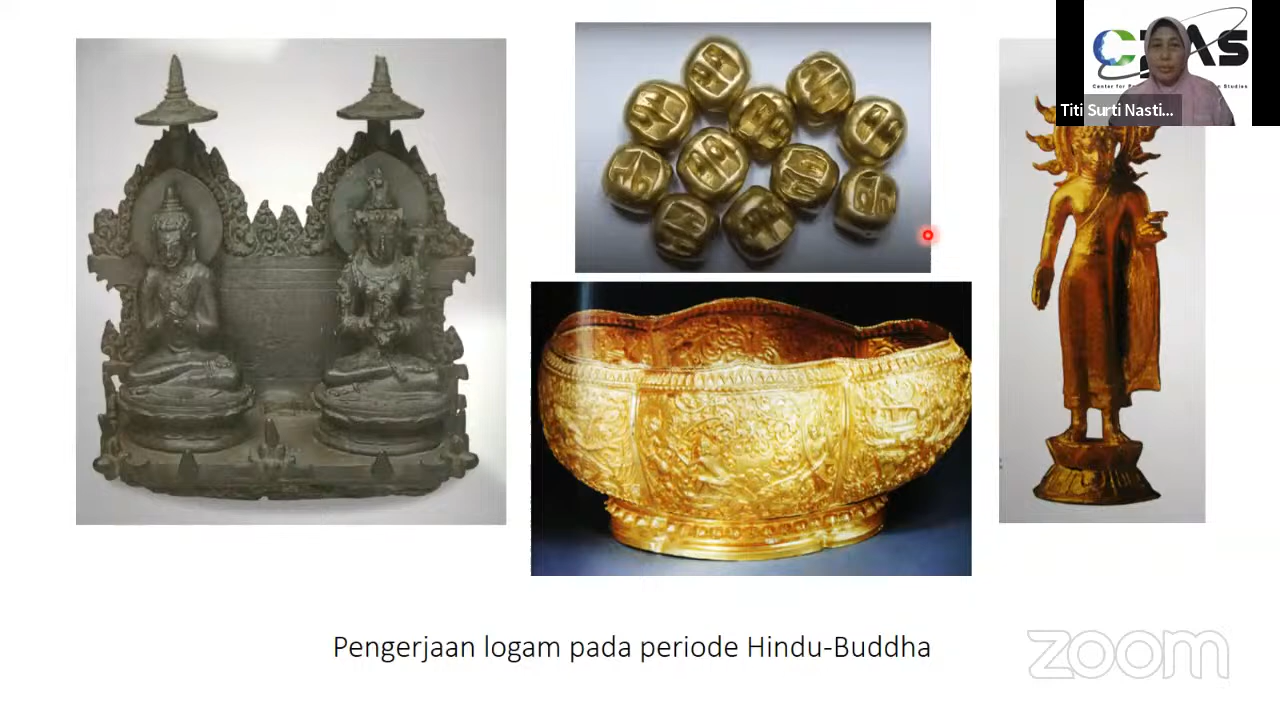 Titi Surti Nasti...
Pengerjaan logam pada periode Hindu-Buddha
zoom